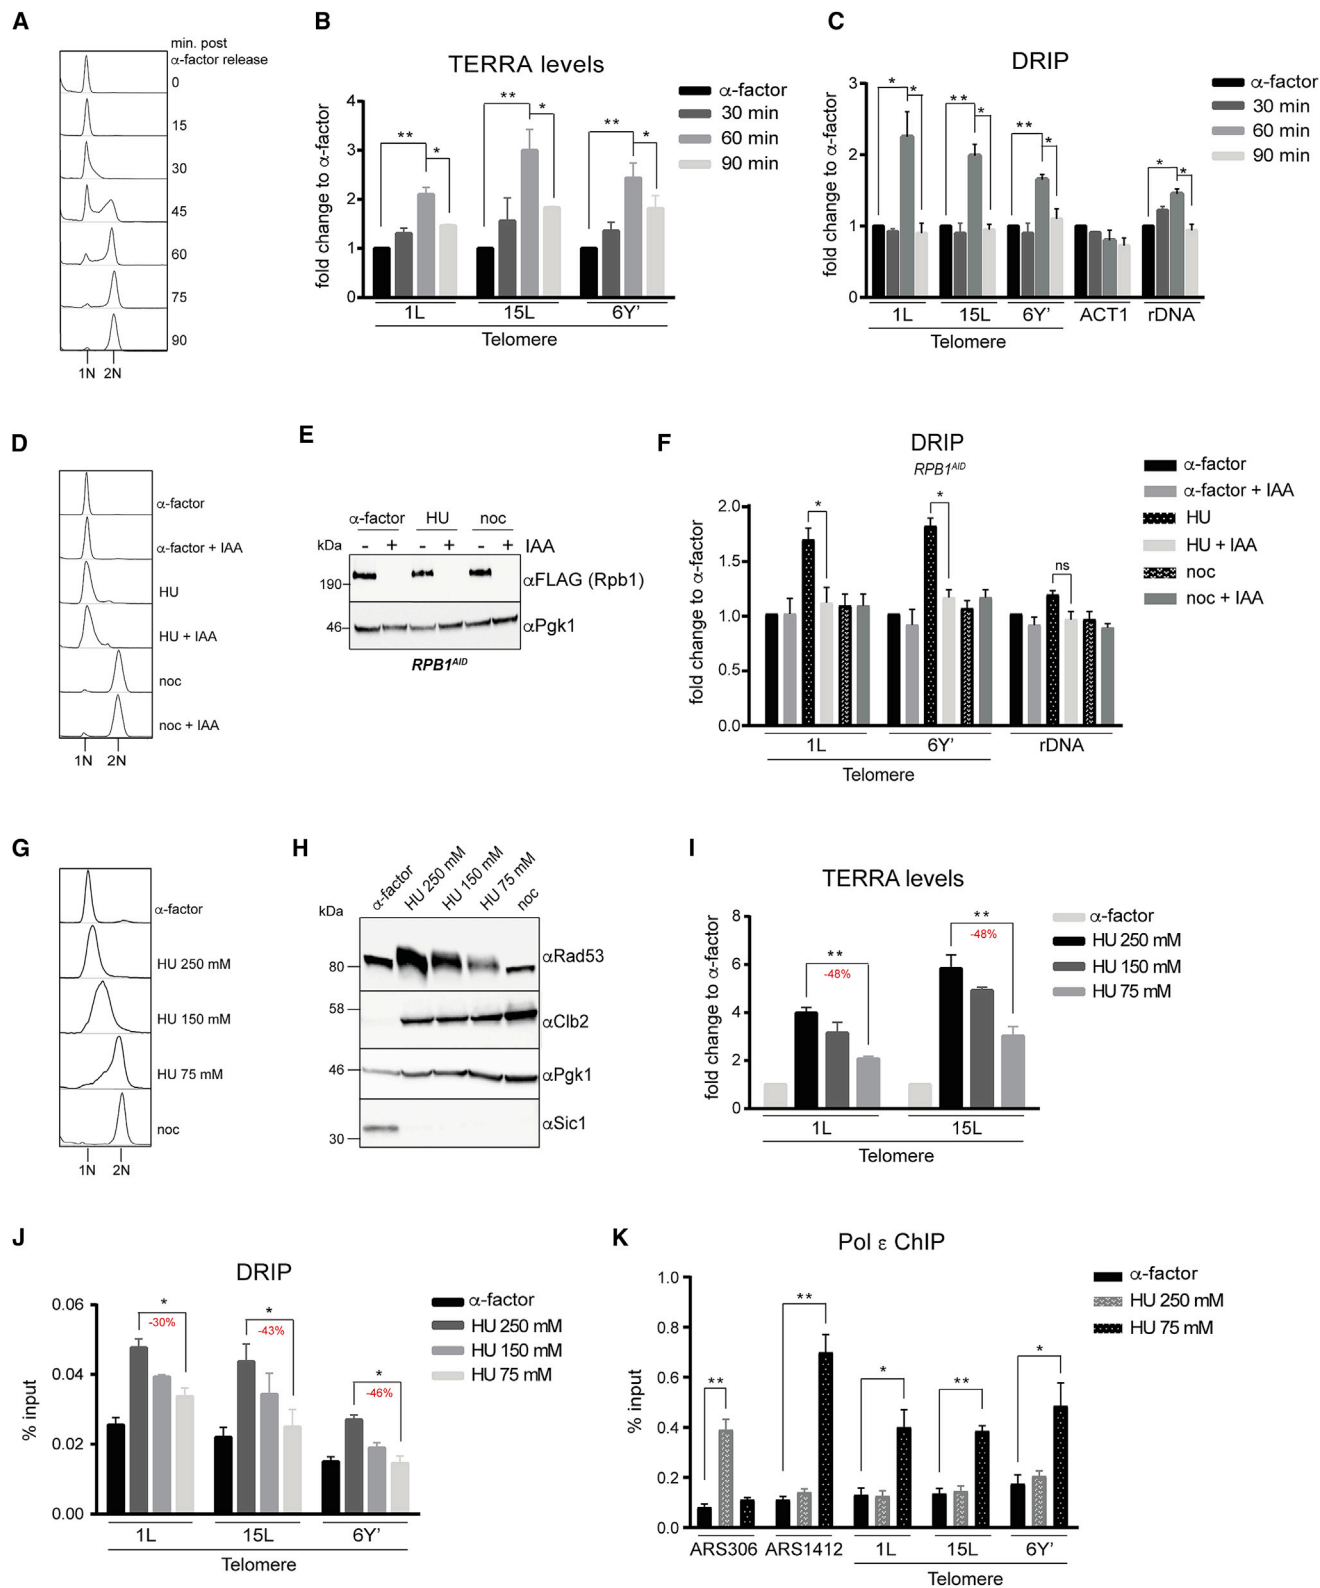 A
min. post
α-factor release
0
15
30
45
60
75
90
1N 2N
B
TERRA levels
fold change to α-factor
4
3
2
1
0
** * ** * ** *
1L 15L 6Y'
Telomere
α-factor
30 min
60 min
90 min
C
DRIP
fold change to α-factor
3
2
1
0
* * ** * ** * * *
1L 15L 6Y' ACT1 rDNA
Telomere
α-factor
30 min
60 min
90 min
D
α-factor
α-factor + IAA
HU
HU + IAA
noc
noc + IAA
1N 2N
E
α-factor HU noc
kDa - + - + - + IAA
190 αFLAG (Rpb1)
46 αPgk1
RPB1AID
F
DRIP
RPB1AID
fold change to α-factor
2.0
1.5
1.0
0.5
0.0
* * ns
1L 6Y' rDNA
Telomere
α-factor
α-factor + IAA
HU
HU + IAA
noc
noc + IAA
G
α-factor
HU 250 mM
HU 150 mM
HU 75 mM
noc
1N 2N
H
α-factor HU 250 mM HU 150 mM HU 75 mM noc
kDa
80 αRad53
58 αClb2
46 αPgk1
30 αSic1
I
TERRA levels
fold change to α-factor
8
6
4
2
0
** -48%
** -48%
1L 15L
Telomere
α-factor
HU 250 mM
HU 150 mM
HU 75 mM
J
DRIP
% input
0.06
0.04
0.02
0.00
* -30%
* -43%
* -46%
1L 15L 6Y'
Telomere
α-factor
HU 250 mM
HU 150 mM
HU 75 mM
K
Pol ε ChIP
% input
1.0
0.8
0.6
0.4
0.2
0.0
** ** * ** *
ARS306 ARS1412 1L 15L 6Y'
Telomere
α-factor
HU 250 mM
HU 75 mM